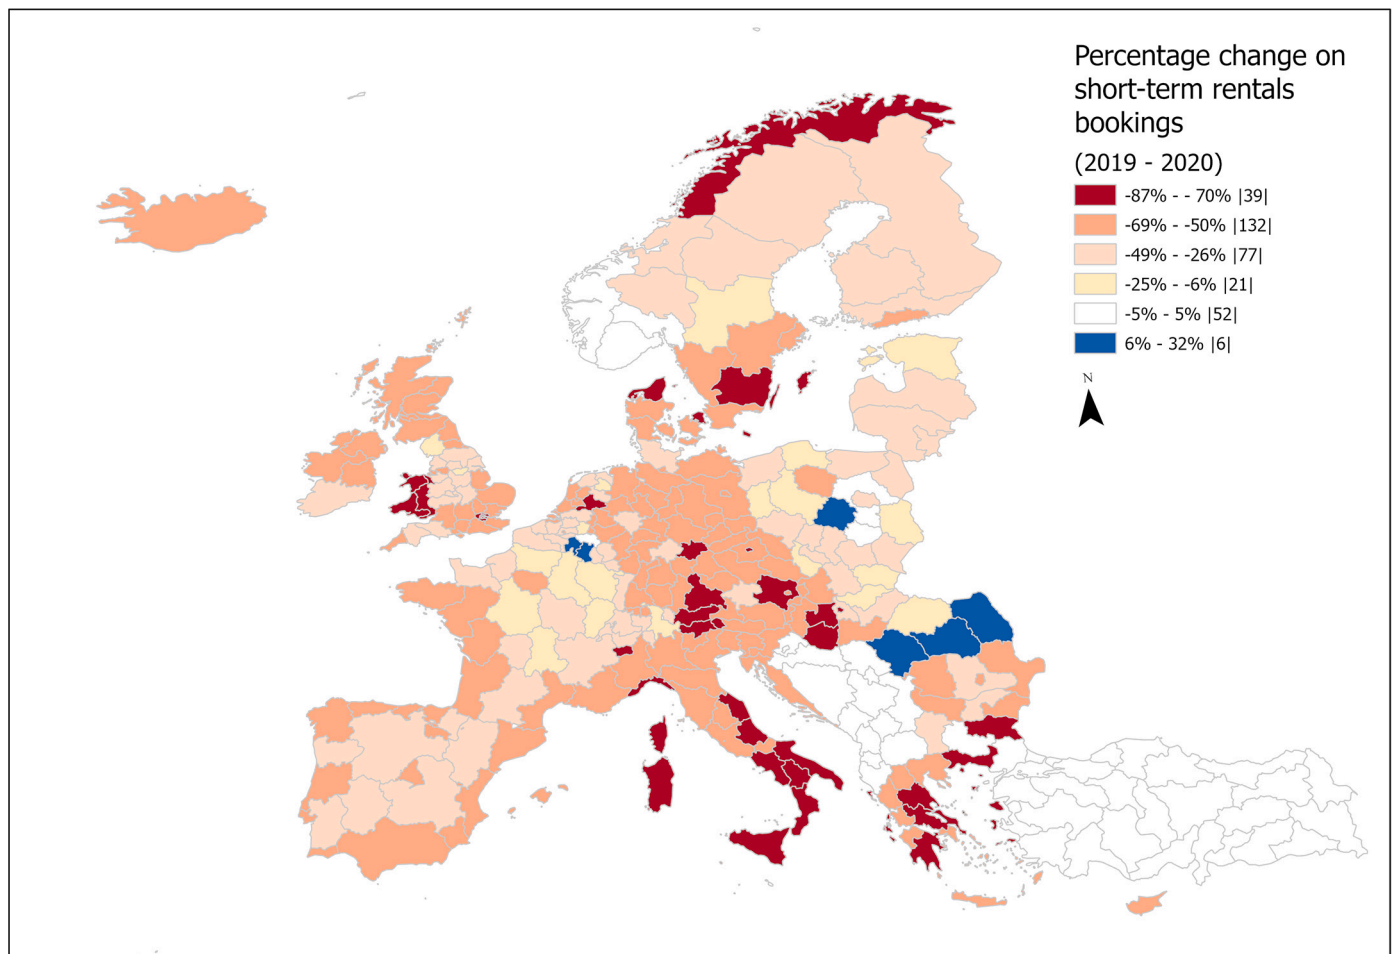 Percentage change on
short-term rentals
bookings
(2019 - 2020)
-87% - - 70% |39|
-69% - -50% |132|
-49% - -26% |77|
-25% - -6% |21|
-5% - 5% |52|
6% - 32% |6|
N